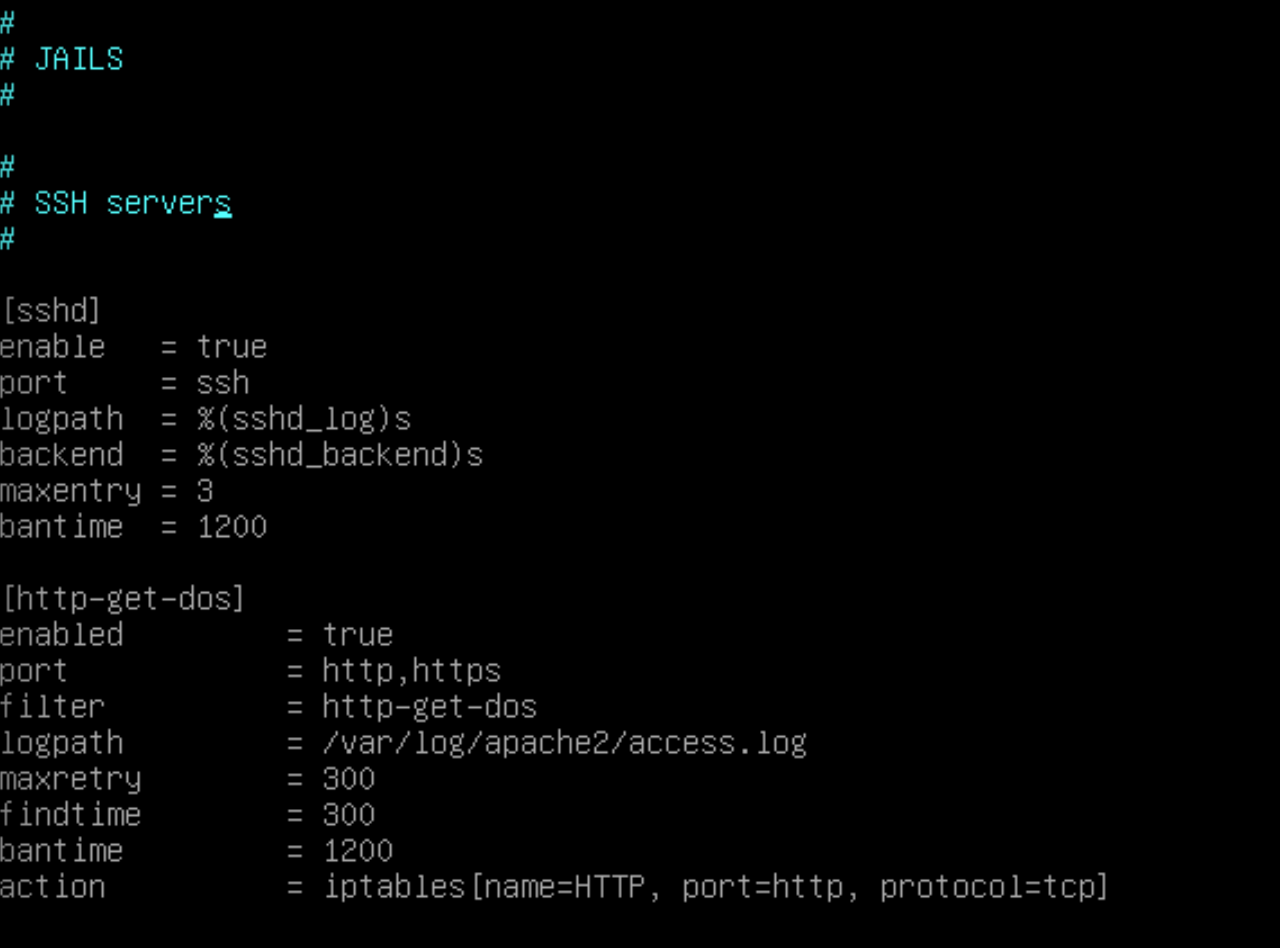 #
# JAILS
#
#
# SSH servers
#
[sshd]
enable   = true
port     = ssh
logpath  = %(sshd_log)s
backend  = %(sshd_backend)s
maxentry = 3
bantime  = 1200
[http-get-dos]
enabled         = true
port            = http,https
filter          = http-get-dos
logpath         = /var/log/apache2/access.log
maxretry        = 300
findtime        = 300
bantime         = 1200
action          = iptables[name=HTTP, port=http, protocol=tcp]